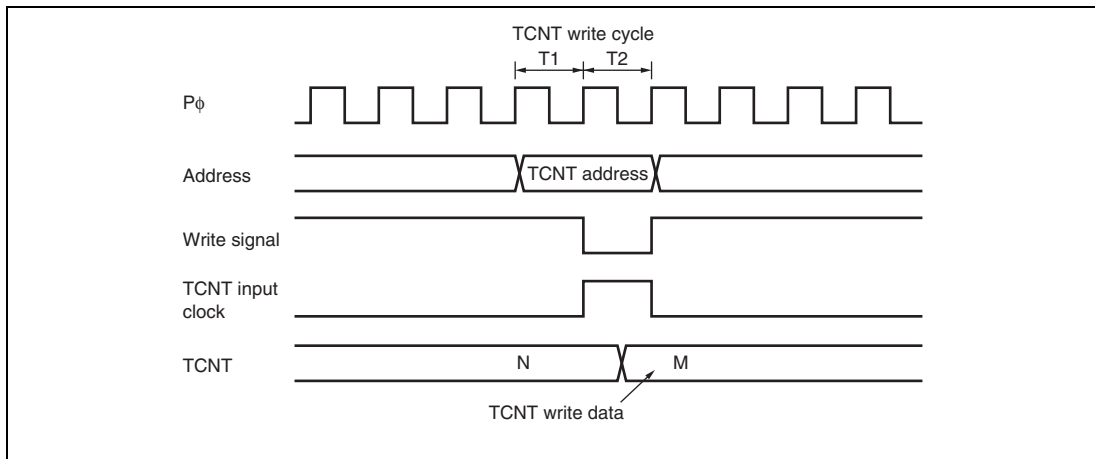 TCNT write cycle
T1 T2
Pφ
Address
TCNT address
Write signal
TCNT input
clock
TCNT
N
M
TCNT write data